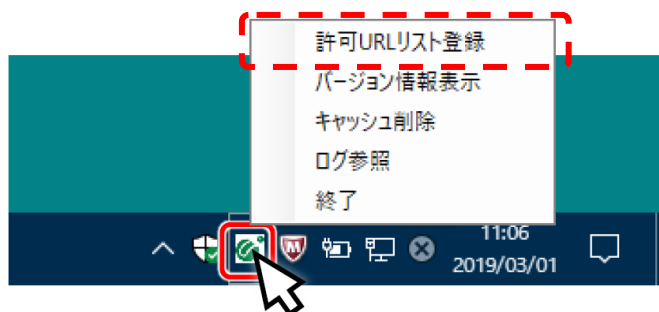 許可URLリスト登録
バージョン情報表示
キャッシュ削除
ログ参照
終了
11:06
2019/03/01